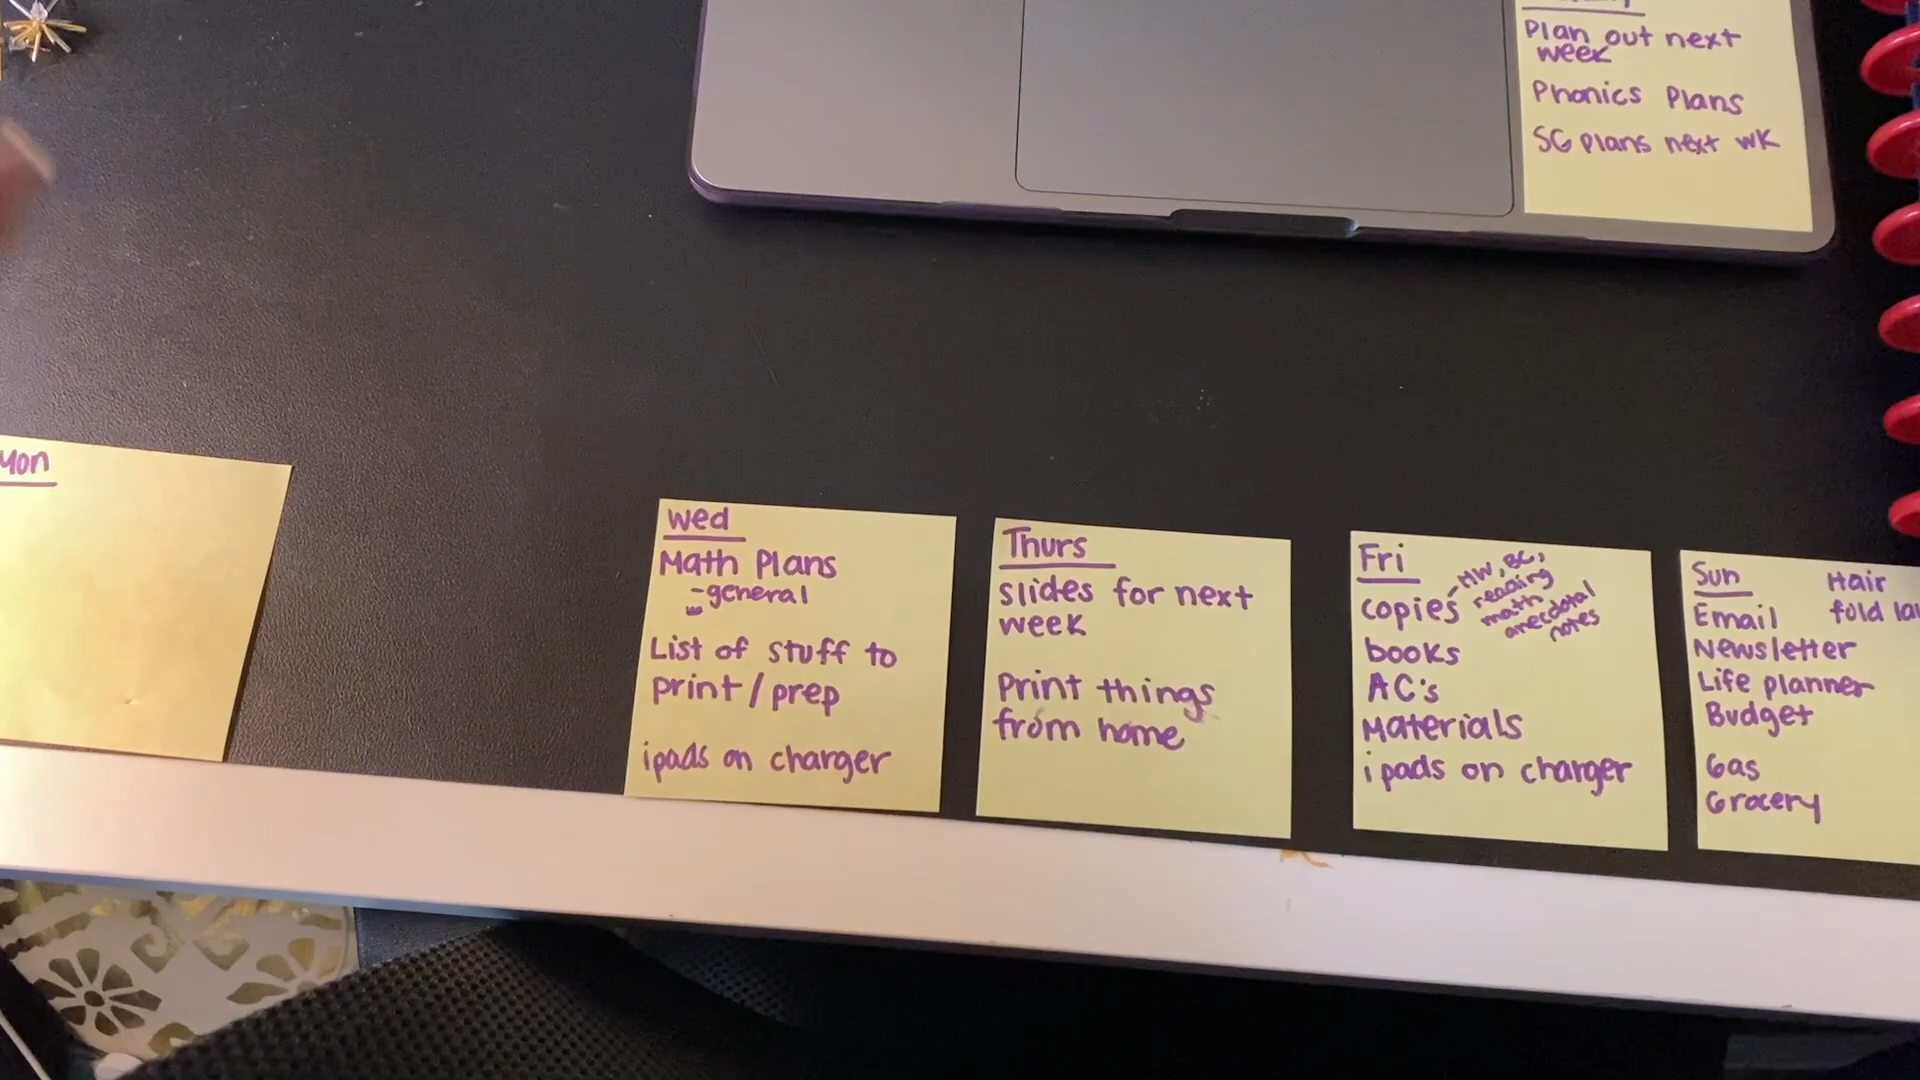 Plan out next
week
Phonics Plans
SG plans next wk
Mon
Wed
Math Plans
-general
List of stuff to
print/prep
ipads on charger
Thurs
slides for next
week
Print things
from home
Fri
copies - HW, BC,
reading
math
anecdotal
notes
books
AC's
Materials
ipads on charger
Sun
Email
Newsletter
Life planner
Budget
Gas
Grocery
Hair
fold